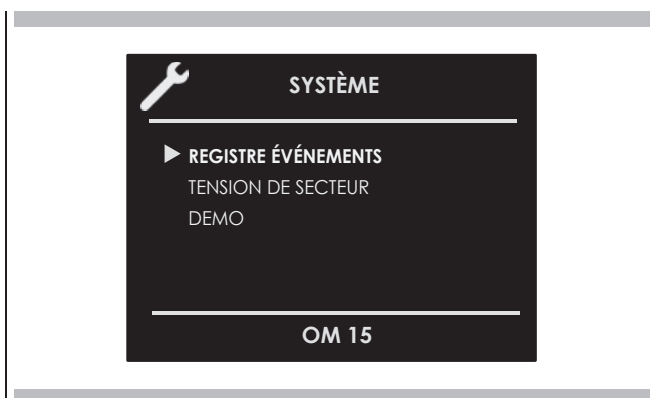 SYSTÈME
REGISTRE ÉVÉNEMENTS
TENSION DE SECTEUR
DEMO
OM 15